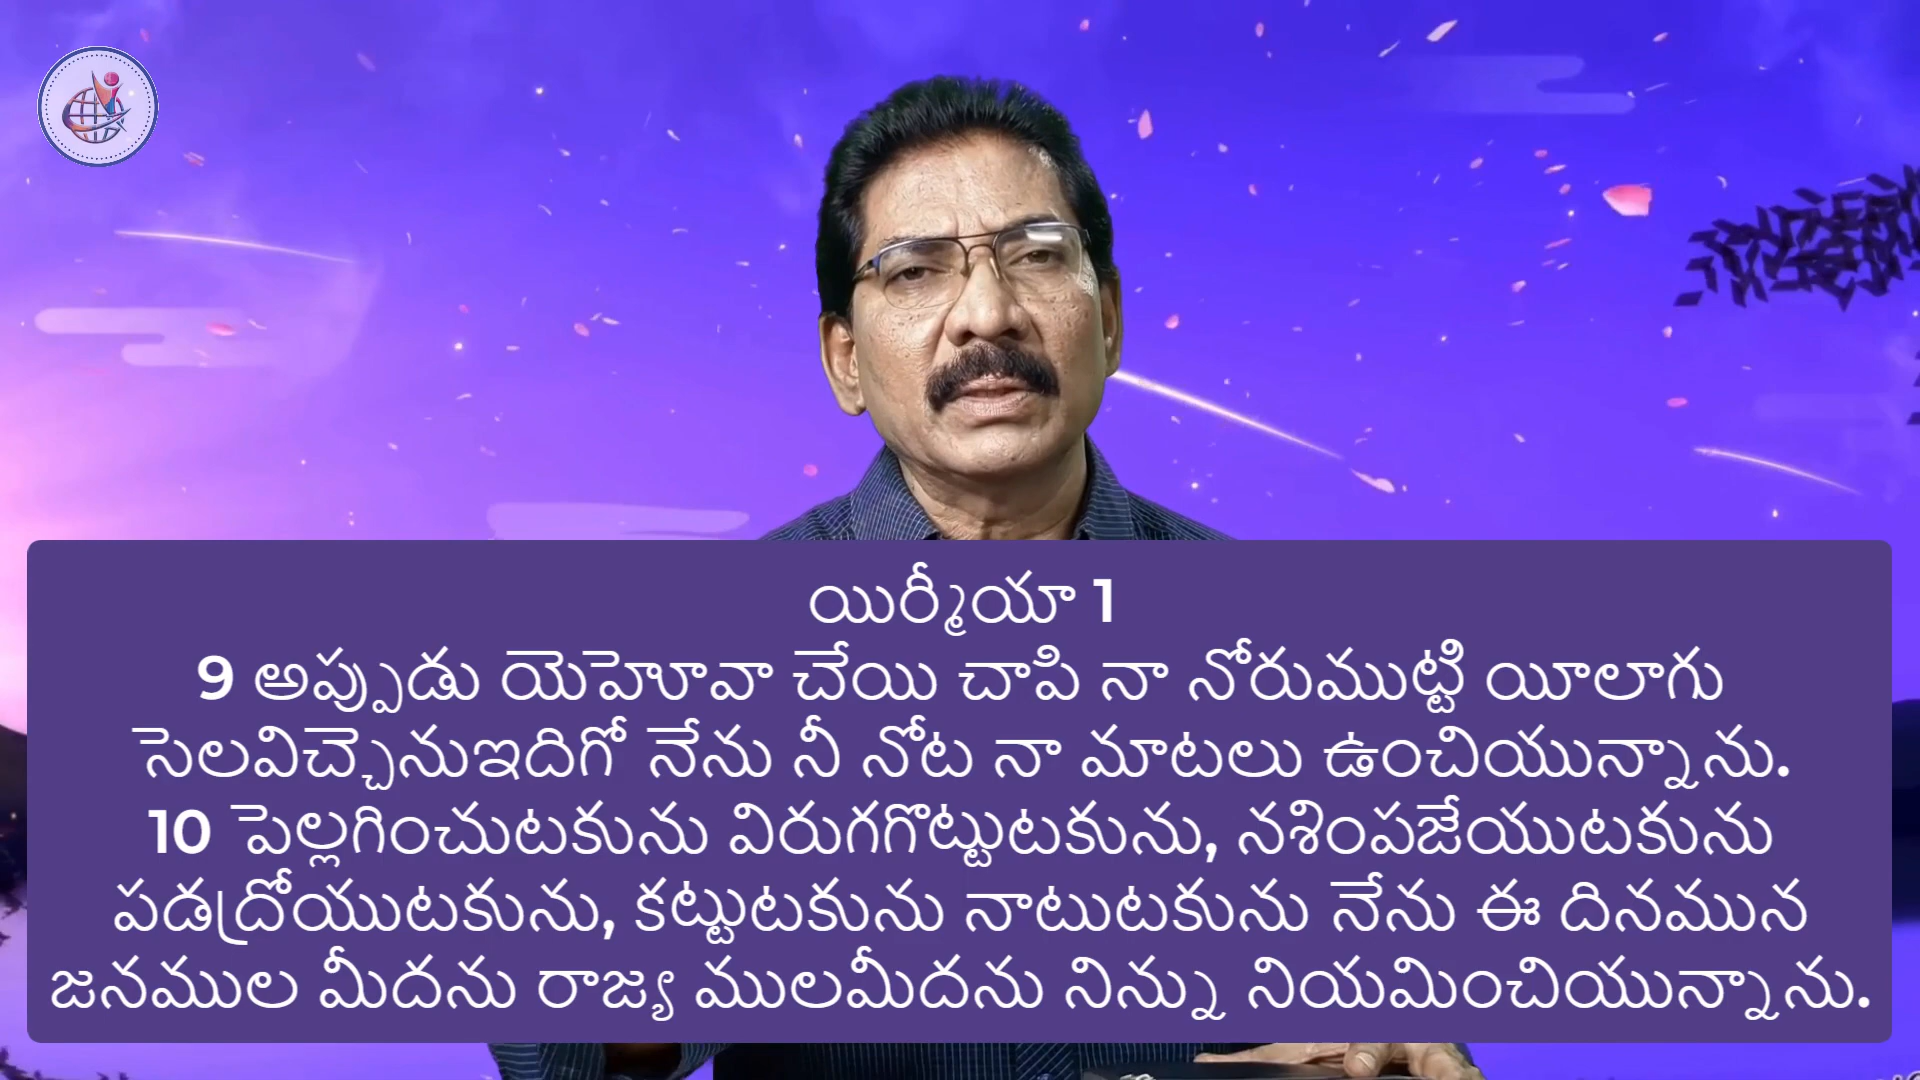 యిర్మీయా 1
9 అప్పుడు యెహెూవా చేయి చాపి నా నోరుముట్టి యీలాగు
సెలవిచ్చెనుఇదిగో నేను నీ నోట నా మాటలు ఉంచియున్నాను.
10 పెల్లగించుటకును విరుగగొట్టుటకును, నశింపజేయుటకును
పడద్రోయుటకును, కట్టుటకును నాటుటకును నేను ఈ దినమున
జనముల మీదను రాజ్య ములమీదను నిన్ను నియమించియున్నాను.